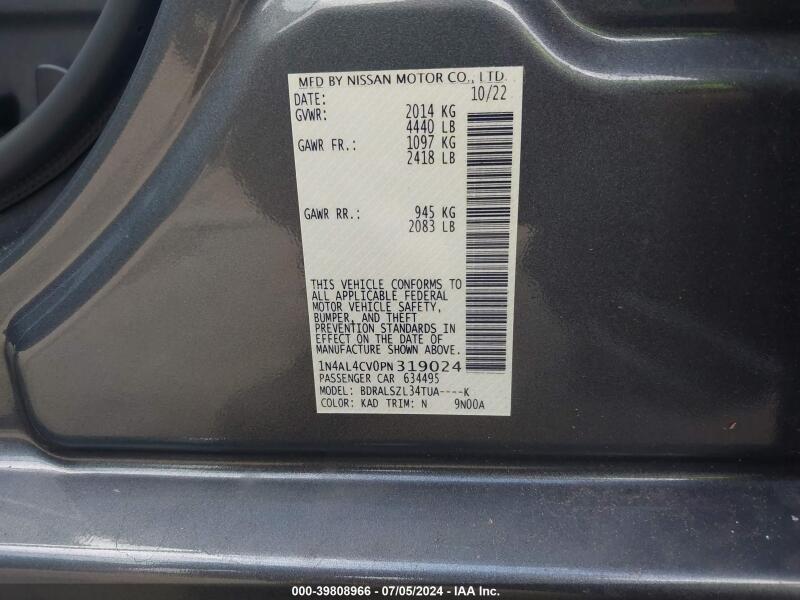 MFD BY NISSAN MOTOR CO., LTD.
DATE: 10/22
GVWR: 2014 KG
4440 LB
GAWR FR.: 1097 KG
2418 LB
GAWR RR.: 945 KG
2083 LB
THIS VEHICLE CONFORMS TO
ALL APPLICABLE FEDERAL
MOTOR VEHICLE SAFETY,
BUMPER, AND THEFT
PREVENTION STANDARDS IN
EFFECT ON THE DATE OF
MANUFACTURE SHOWN ABOVE.
1N4AL4CV0PN319024
PASSENGER CAR 634495
MODEL: BDRALSZL34TUA----K
COLOR: KAD TRIM: N 9N00A
000-39808966 - 07/05/2024 - IAA Inc.